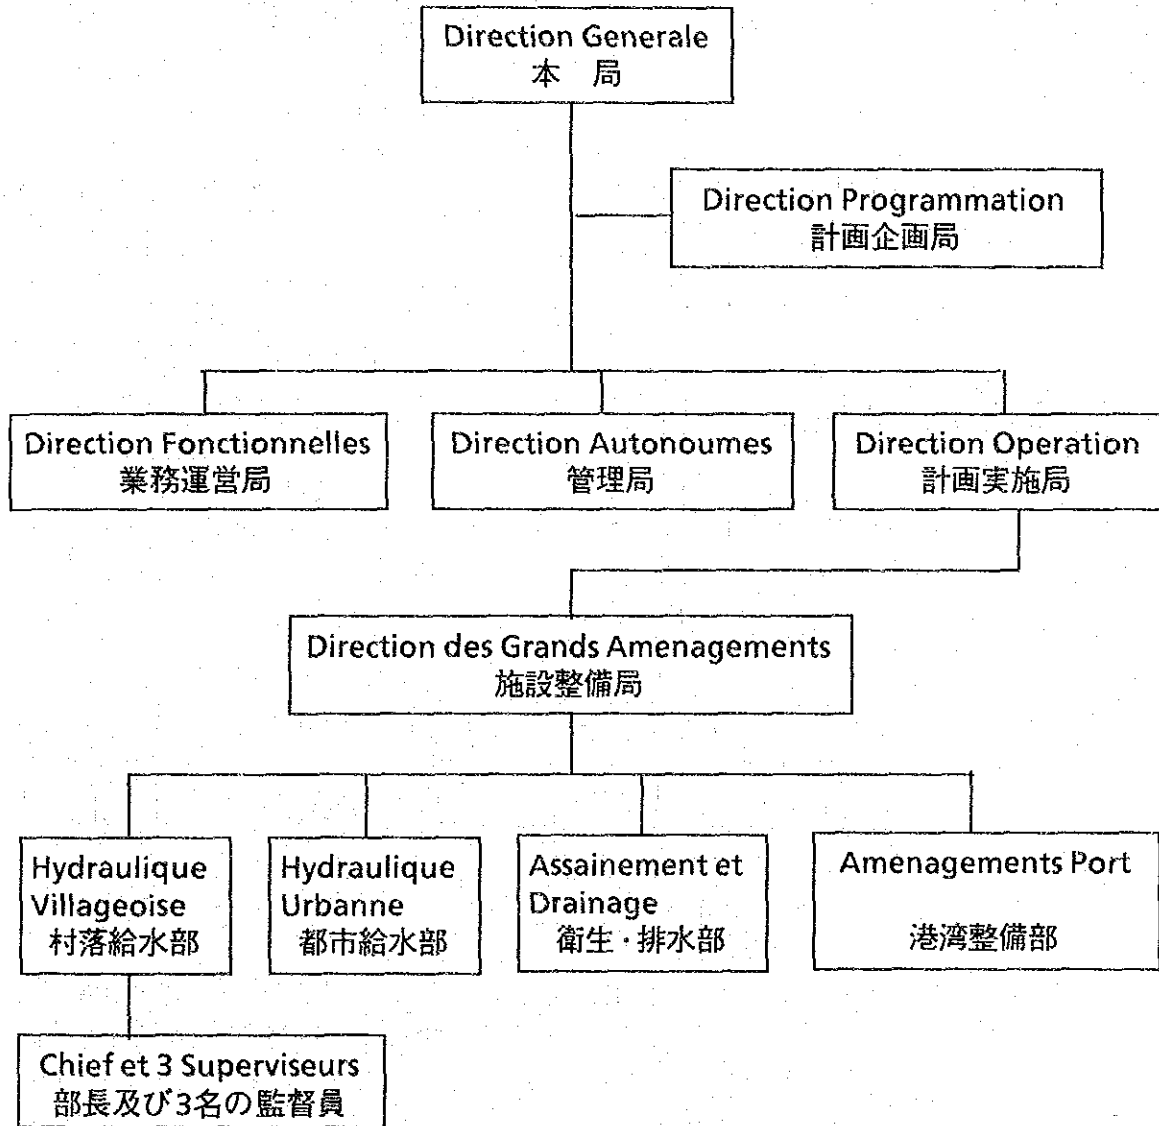 Direction Generale
本 局
Direction Programmation
計画企画局
Direction Fonctionnelles
業務運営局
Direction Autonoumes
管理局
Direction Operation
計画実施局
Direction des Grands Amenagements
施設整備局
Hydraulique
Villageoise
村落給水部
Hydraulique
Urbanne
都市給水部
Assainement et
Drainage
衛生・排水部
Amenagements Port
港湾整備部
Chief et 3 Superviseurs
部長及び3名の監督員